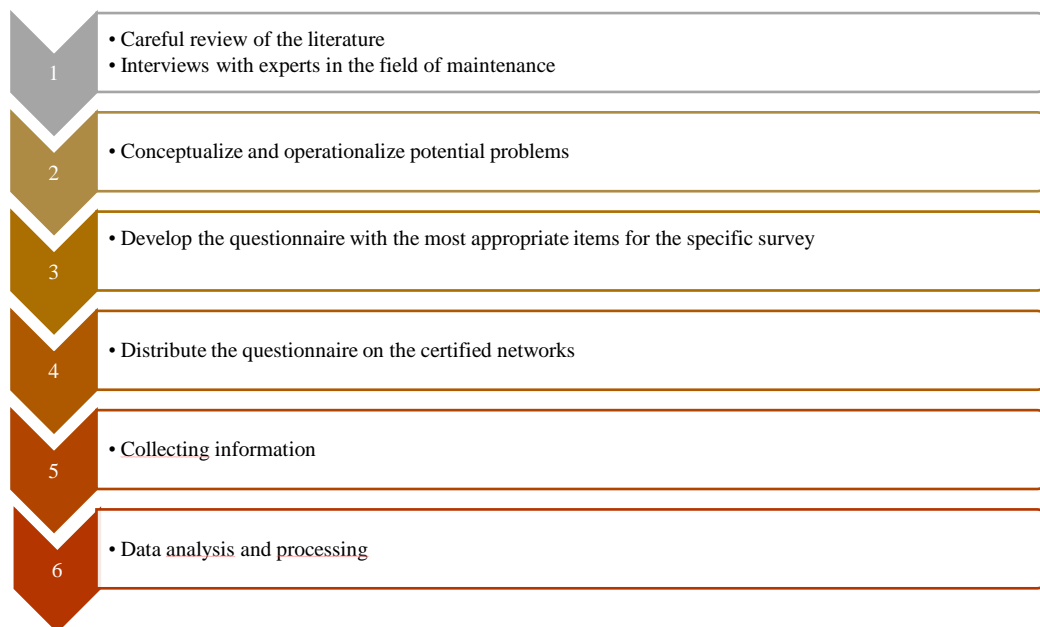 1
• Careful review of the literature
• Interviews with experts in the field of maintenance
2
• Conceptualize and operationalize potential problems
3
• Develop the questionnaire with the most appropriate items for the specific survey
4
• Distribute the questionnaire on the certified networks
5
• Collecting information
6
• Data analysis and processing